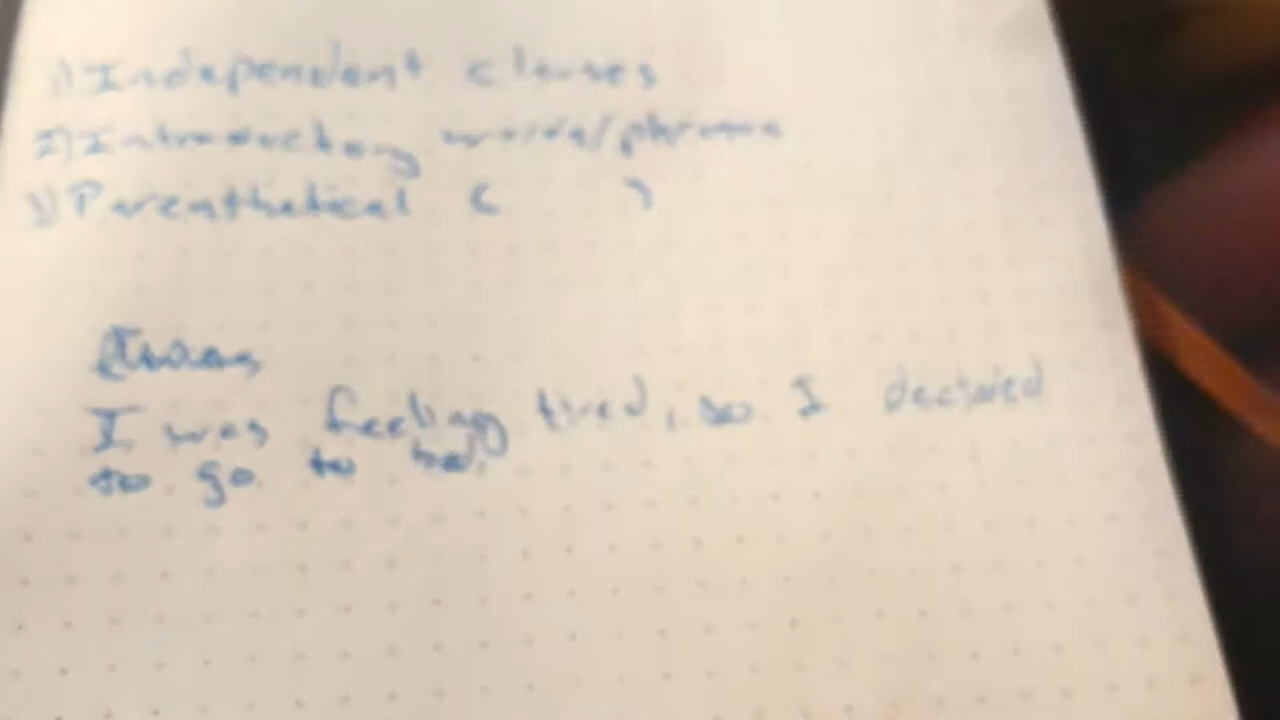 1) Independent clauses
2) Introductory words/phrases
3) Parenthetical ( )
I was feeling tired, so I decided
to go to bed.